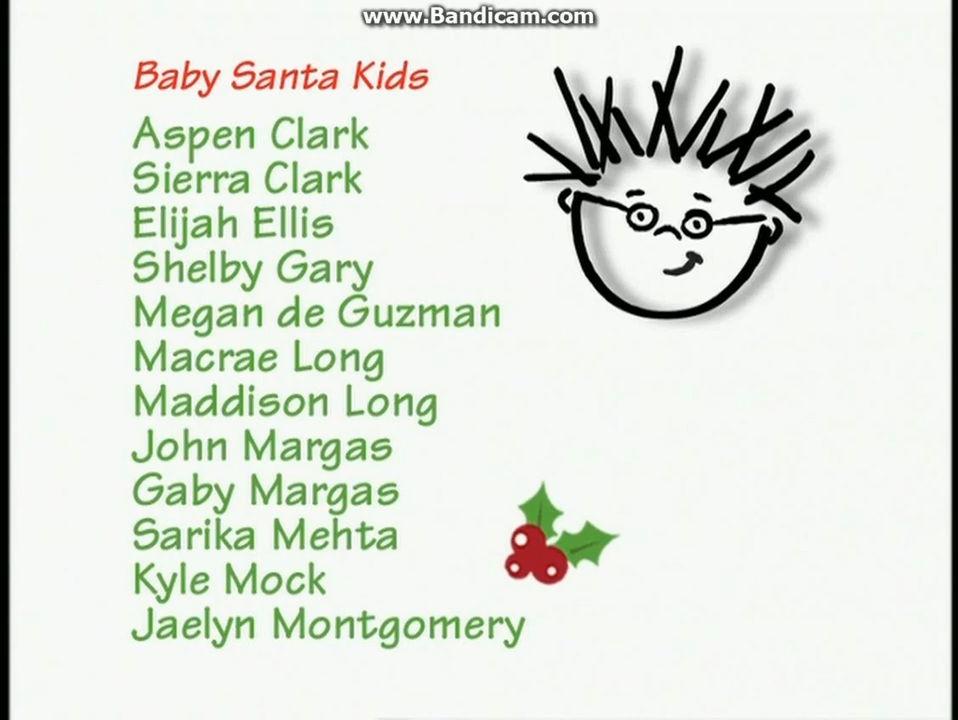 www.Bandicam.com
Baby Santa Kids
Aspen Clark
Sierra Clark
Elijah Ellis
Shelby Gary
Megan de Guzman
Macrae Long
Maddison Long
John Margas
Gaby Margas
Sarika Mehta
Kyle Mock
Jaelyn Montgomery